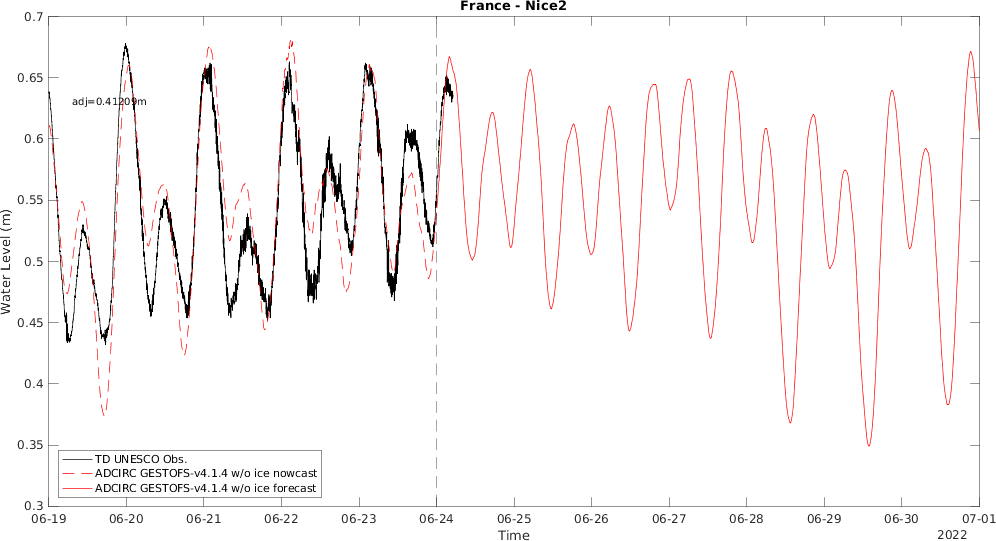 France - Nice2
0.7
0.65
0.6
0.55
0.5
0.45
0.4
0.35
0.3
Water Level (m)
adj=0.41209m
TD UNESCO Obs.
ADCIRC GESTOFS-v4.1.4 w/o ice nowcast
ADCIRC GESTOFS-v4.1.4 w/o ice forecast
06-19 06-20 06-21 06-22 06-23 06-24 06-25 06-26 06-27 06-28 06-29 06-30 07-01
Time
2022